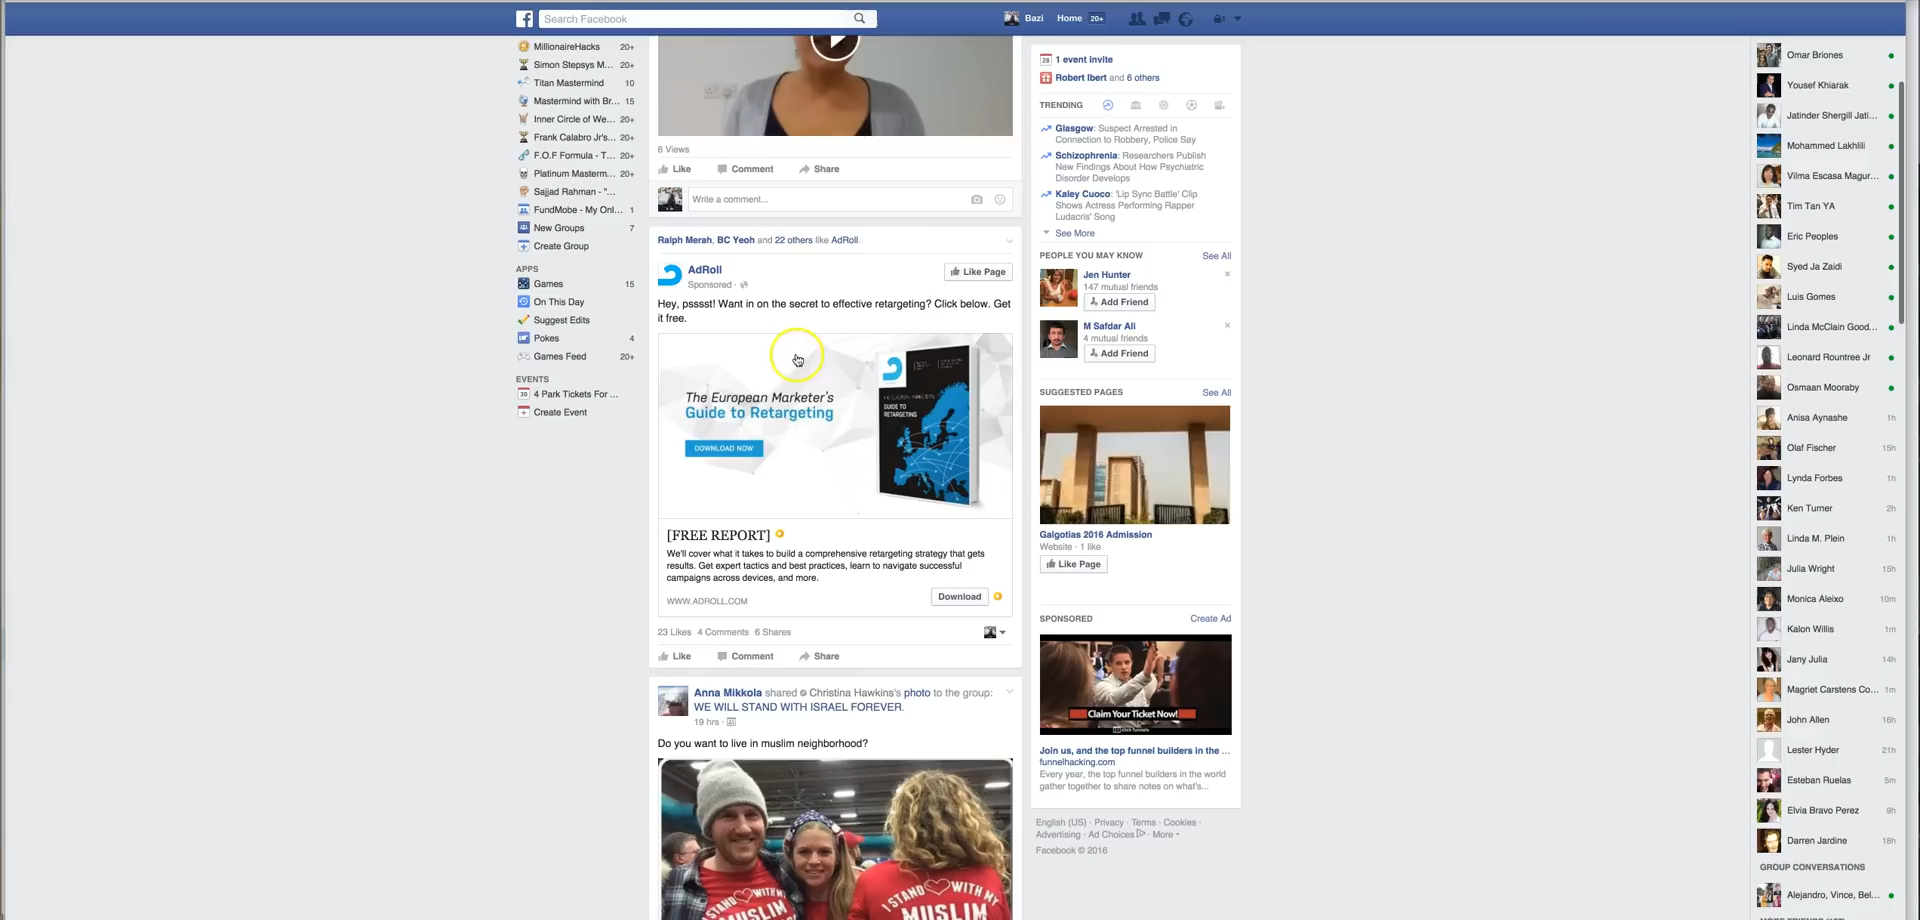 Search Facebook
Bazi
Home 20+
MillionaireHacks 20+
Simon Stepsys M... 20+
Titan Mastermind 10
Mastermind with Br... 15
Inner Circle of We... 20+
Frank Calabro Jr's... 20+
F.O.F Formula - T... 20+
Platinum Masterm... 20+
Sajjad Rahman - "...
FundMobe - My Onl... 1
New Groups 7
Create Group
APPS
Games 15
On This Day
Suggest Edits
Pokes 4
Games Feed 20+
EVENTS
30 4 Park Tickets For ...
Create Event
6 Views
Like Comment Share
Write a comment...
Ralph Merah, BC Yeoh and 22 others like AdRoll.
AdRoll
Like Page
Sponsored ·
Hey, psssst! Want in on the secret to effective retargeting? Click below. Get
it free.
The European Marketer's
Guide to Retargeting
DOWNLOAD NOW
GUIDE TO
RETARGETING
[FREE REPORT]
We'll cover what it takes to build a comprehensive retargeting strategy that gets
results. Get expert tactics and best practices, learn to navigate successful
campaigns across devices, and more.
WWW.ADROLL.COM
Download
23 Likes 4 Comments 6 Shares
Like Comment Share
Anna Mikkola shared Christina Hawkins's photo to the group:
WE WILL STAND WITH ISRAEL FOREVER.
19 hrs ·
Do you want to live in muslim neighborhood?
STAND WITH MY
MUSLIM
I STAND WITH MY
MUSLIM
28 1 event invite
Robert Ibert and 6 others
TRENDING
Glasgow: Suspect Arrested in
Connection to Robbery, Police Say
Schizophrenia: Researchers Publish
New Findings About How Psychiatric
Disorder Develops
Kaley Cuoco: 'Lip Sync Battle' Clip
Shows Actress Performing Rapper
Ludacris' Song
See More
PEOPLE YOU MAY KNOW See All
Jen Hunter
147 mutual friends
Add Friend
M Safdar Ali
4 mutual friends
Add Friend
SUGGESTED PAGES See All
Galgotias 2016 Admission
Website · 1 like
Like Page
SPONSORED Create Ad
Claim Your Ticket Now!
click funnels
Join us, and the top funnel builders in the ...
funnelhacking.com
Every year, the top funnel builders in the world
gather together to share notes on what's...
English (US) · Privacy · Terms · Cookies ·
Advertising · Ad Choices · More
Facebook © 2016
Omar Briones
Yousef Khiarak
Jatinder Shergill Jati...
Mohammed Lakhlili
Vilma Escasa Magur...
Tim Tan YA
Eric Peoples
Syed Ja Zaidi
Luis Gomes
Linda McClain Good...
Leonard Rountree Jr
Osmaan Mooraby
Anisa Aynashe 1h
Olaf Fischer 15h
Lynda Forbes 1h
Ken Turner 2h
Linda M. Plein 1h
Julia Wright 15h
Monica Aleixo 10m
Kalon Willis 1m
Jany Julia 14h
Magriet Carstens Co... 1m
John Allen 16h
Lester Hyder 21h
Esteban Ruelas 5m
Elvia Bravo Perez 9h
Darren Jardine 18h
GROUP CONVERSATIONS
Alejandro, Vince, Bel...